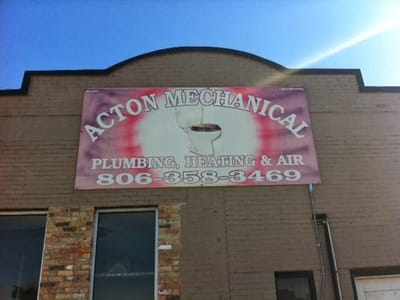 ACTON MECHANICAL
PLUMBING, HEATING & AIR
806-358-3469